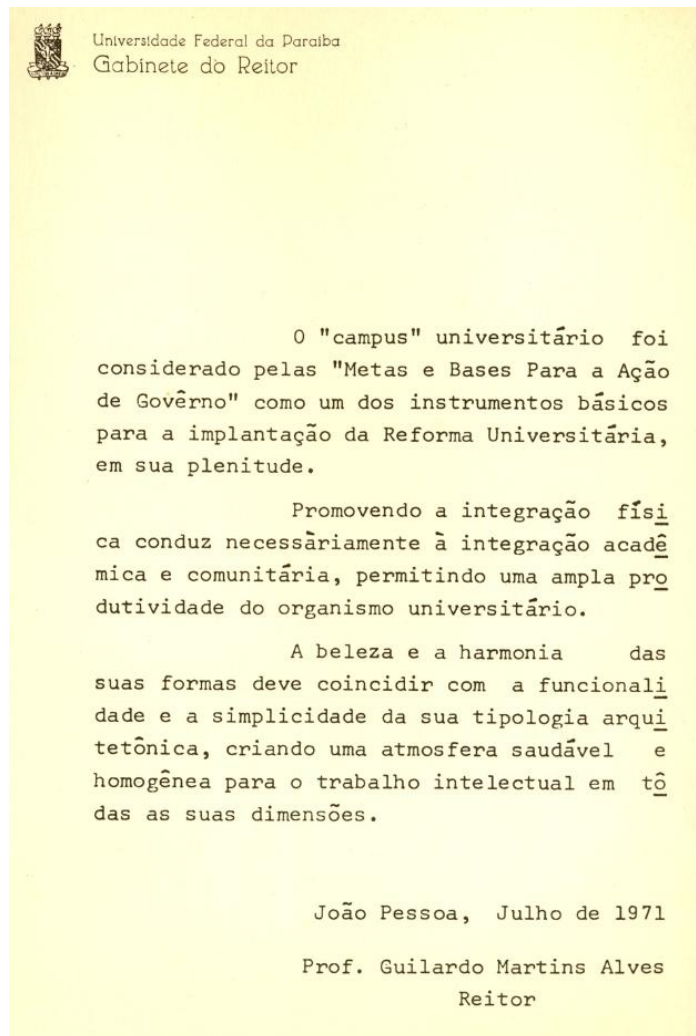 Universidade Federal da Paraíba
Gabinete do Reitor
O "campus" universitário foi
considerado pelas "Metas e Bases Para a Ação
de Govêrno" como um dos instrumentos básicos
para a implantação da Reforma Universitária,
em sua plenitude.
Promovendo a integração físi
ca conduz necessàriamente à integração acadê
mica e comunitária, permitindo uma ampla pro
dutividade do organismo universitário.
A beleza e a harmonia das
suas formas deve coincidir com a funcionali
dade e a simplicidade da sua tipologia arqui
tetônica, criando uma atmosfera saudável e
homogênea para o trabalho intelectual em tô
das as suas dimensões.
João Pessoa, Julho de 1971
Prof. Guilardo Martins Alves
Reitor